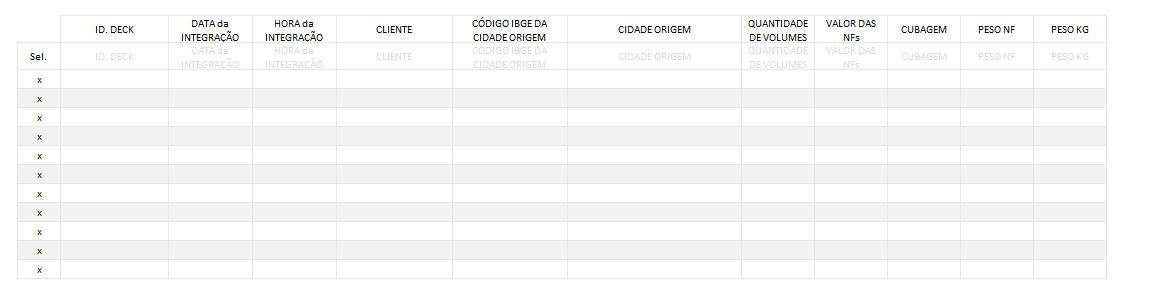 ID. DECK DATA da INTEGRAÇÃO HORA da INTEGRAÇÃO CLIENTE CÓDIGO IBGE DA CIDADE ORIGEM CIDADE ORIGEM QUANTIDADE DE VOLUMES VALOR DAS NFs CUBAGEM PESO NF PESO KG
Sel. ID. DECK DATA da INTEGRAÇÃO HORA da INTEGRAÇÃO CLIENTE CÓDIGO IBGE DA CIDADE ORIGEM CIDADE ORIGEM QUANTIDADE DE VOLUMES VALOR DAS NFs CUBAGEM PESO NF PESO KG
x
x
x
x
x
x
x
x
x
x
x